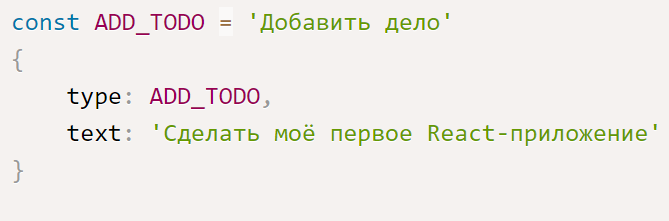 const ADD_TODO = 'Добавить дело'
{
    type: ADD_TODO,
    text: 'Сделать моё первое React-приложение'
}